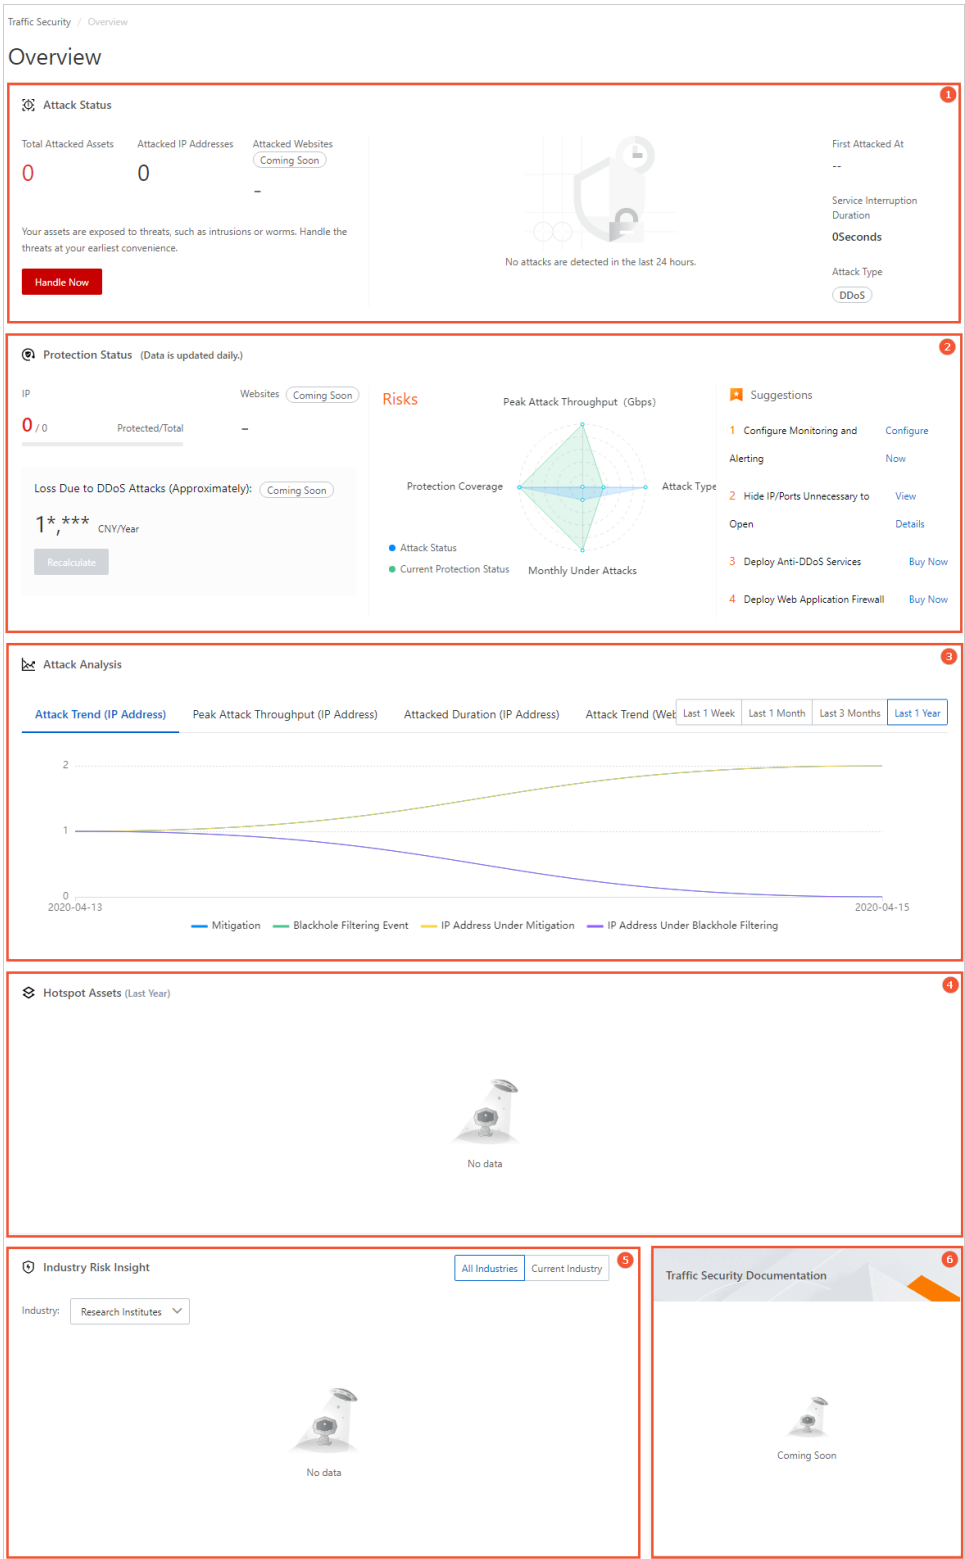 Traffic Security / Overview
Overview
1
Attack Status
Total Attacked Assets
0
Attacked IP Addresses
0
Attacked Websites
Coming Soon
-
Your assets are exposed to threats, such as intrusions or worms. Handle the
threats at your earliest convenience.
Handle Now
No attacks are detected in the last 24 hours.
First Attacked At
--
Service Interruption
Duration
0Seconds
Attack Type
DDoS
2
Protection Status (Data is updated daily.)
IP
0 / 0 Protected/Total
Websites Coming Soon
-
Loss Due to DDoS Attacks (Approximately): Coming Soon
1*,*** CNY/Year
Recalculate
Risks
Peak Attack Throughput (Gbps)
Protection Coverage
Attack Type
Monthly Under Attacks
Attack Status
Current Protection Status
Suggestions
1 Configure Monitoring and Configure
Alerting Now
2 Hide IP/Ports Unnecessary to View
Open Details
3 Deploy Anti-DDoS Services Buy Now
4 Deploy Web Application Firewall Buy Now
3
Attack Analysis
Attack Trend (IP Address) Peak Attack Throughput (IP Address) Attacked Duration (IP Address) Attack Trend (Web Last 1 Week Last 1 Month Last 3 Months Last 1 Year
2
1
0
2020-04-13 2020-04-15
Mitigation Blackhole Filtering Event IP Address Under Mitigation IP Address Under Blackhole Filtering
4
Hotspot Assets (Last Year)
No data
5
Industry Risk Insight All Industries Current Industry
Industry: Research Institutes
No data
6
Traffic Security Documentation
Coming Soon